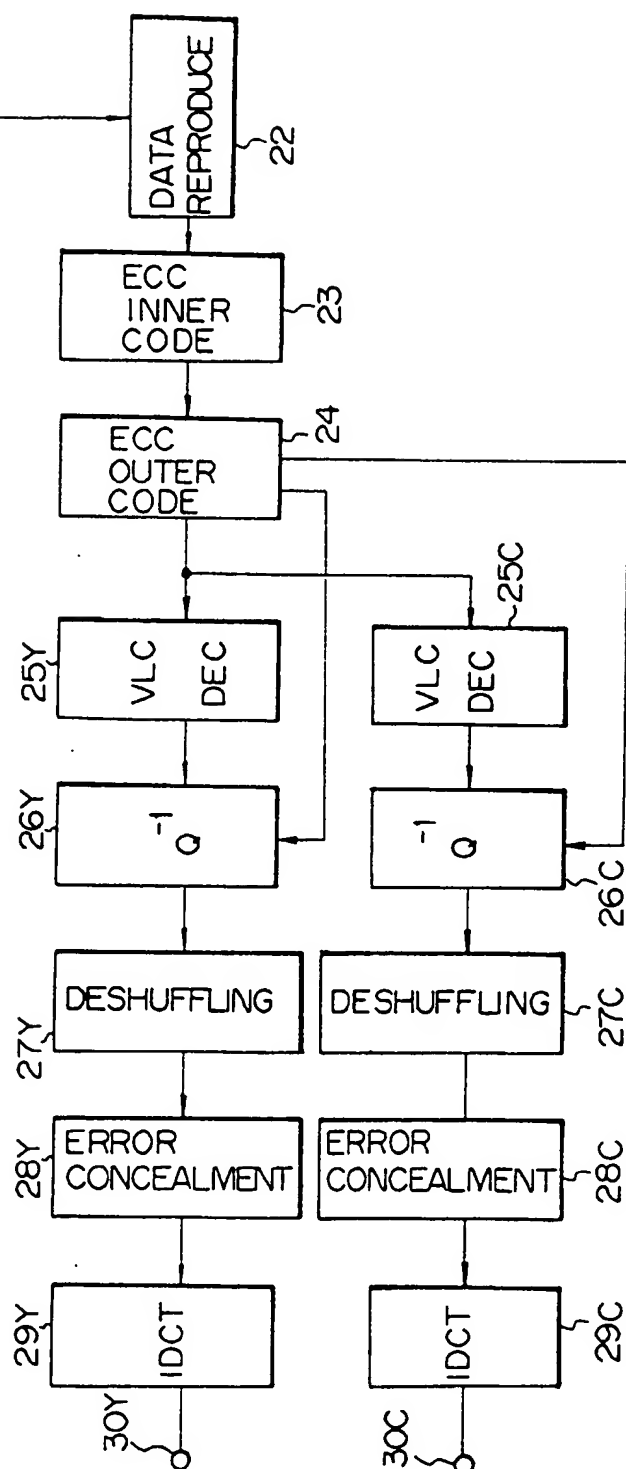 DATA
REPRODUCE
22
ECC
INNER
CODE
23
ECC
OUTER
CODE
24
25Y
VLC
DEC
25C
VLC
DEC
26Y
Q-1
26C
Q-1
27Y
DESHUFFLING
27C
DESHUFFLING
28Y
ERROR
CONCEALMENT
28C
ERROR
CONCEALMENT
29Y
IDCT
29C
IDCT
30Y
30C